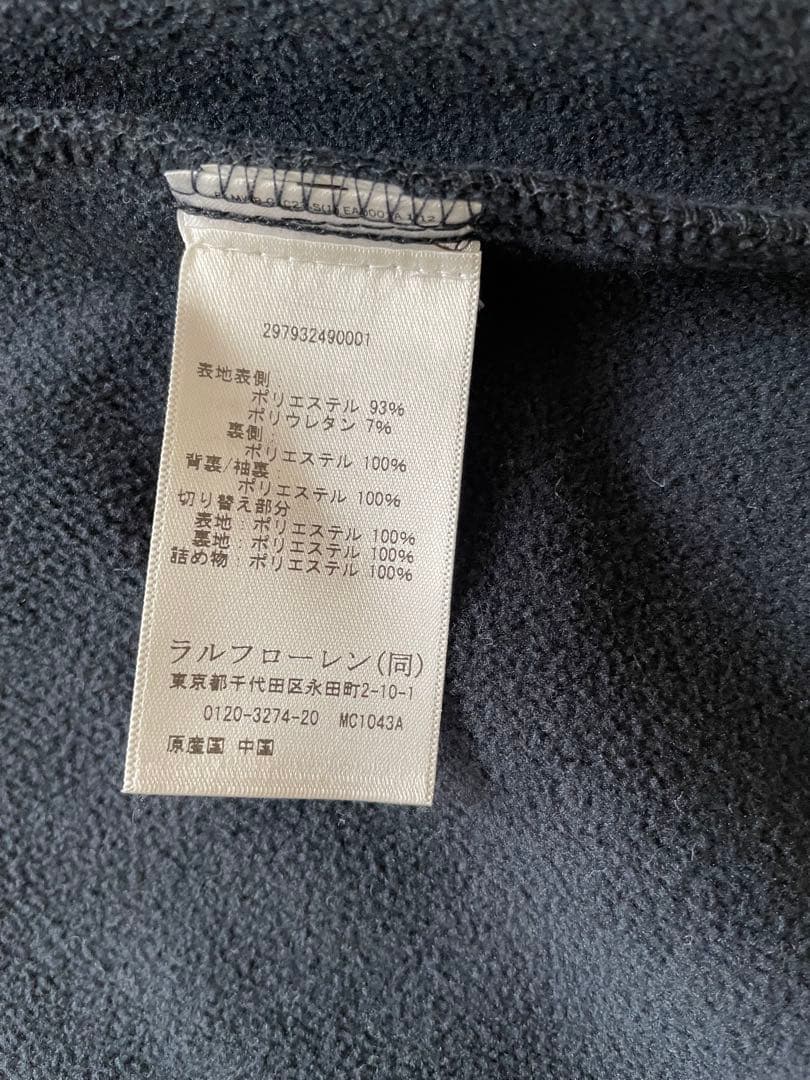 297932490001
表地表側:
ポリエステル 93%
ポリウレタン 7%
裏側:
ポリエステル 100%
背裏/袖裏
ポリエステル 100%
切り替え部分
表地:ポリエステル 100%
裏地:ポリエステル 100%
詰め物:ポリエステル 100%
ラルフローレン(同)
東京都千代田区永田町2-10-1
0120-3274-20 MC1043A
原産国 中国